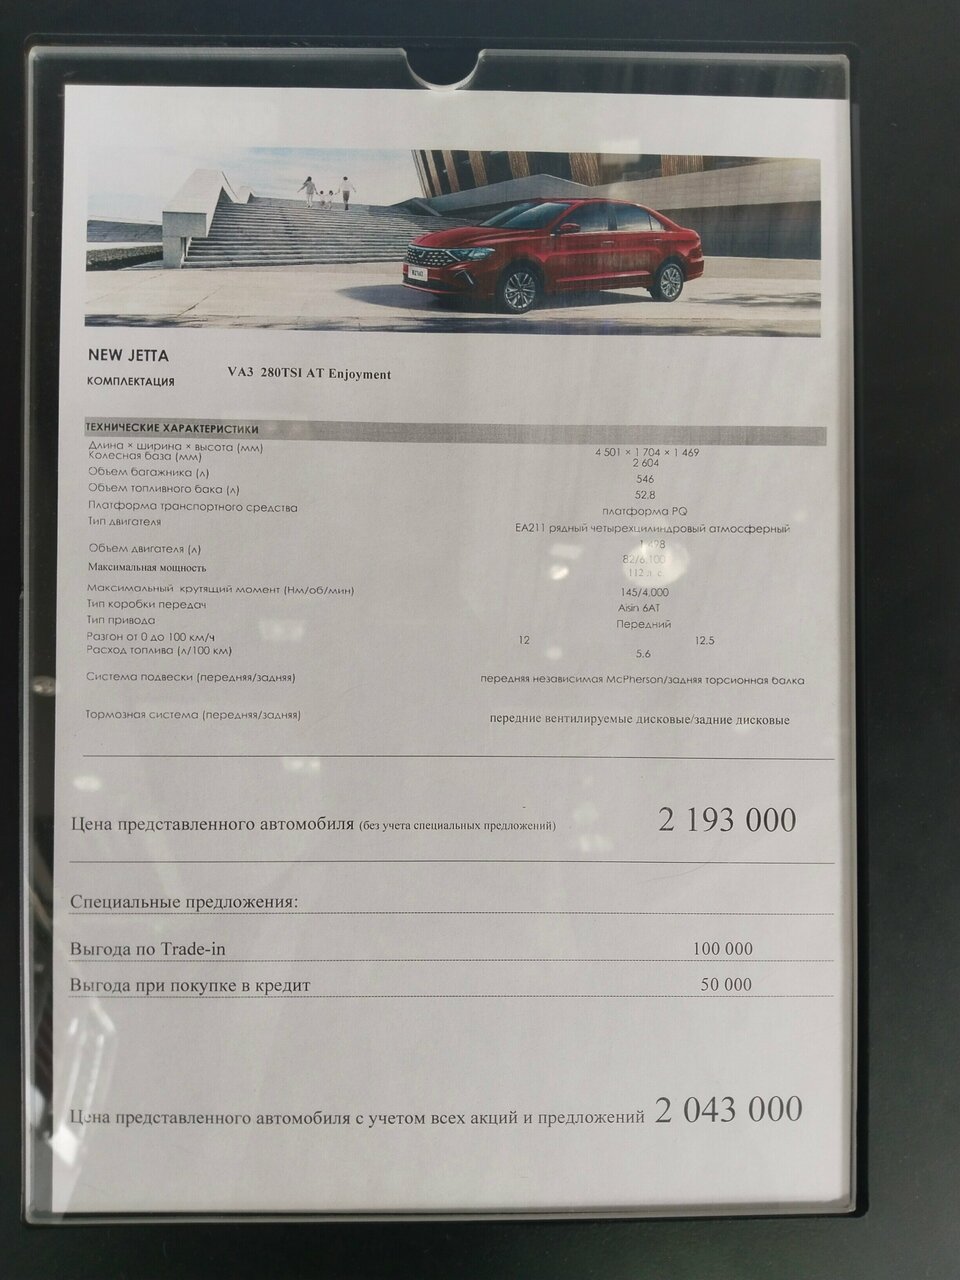 NEW JETTA
КОМПЛЕКТАЦИЯ VA3 280TSI AT Enjoyment
ТЕХНИЧЕСКИЕ ХАРАКТЕРИСТИКИ
Длина × ширина × высота (мм) 4 501 × 1 704 × 1 469
Колесная база (мм) 2 604
Объем багажника (л) 546
Объем топливного бака (л) 52.8
Платформа транспортного средства платформа PQ
Тип двигателя EA211 рядный четырехцилиндровый атмосферный
Объем двигателя (л) 1 498
Максимальная мощность 82/6,100
112 л. с.
Максимальный крутящий момент (Нм/об/мин) 145/4,000
Тип коробки передач Aisin 6AT
Тип привода Передний
Разгон от 0 до 100 км/ч 12 12.5
Расход топлива (л/100 км) 5.6
Система подвески (передняя/задняя) передняя независимая McPherson/задняя торсионная балка
Тормозная система (передняя/задняя) передние вентилируемые дисковые/задние дисковые
Цена представленного автомобиля (без учета специальных предложений) 2 193 000
Специальные предложения:
Выгода по Trade-in 100 000
Выгода при покупке в кредит 50 000
Цена представленного автомобиля с учетом всех акций и предложений 2 043 000